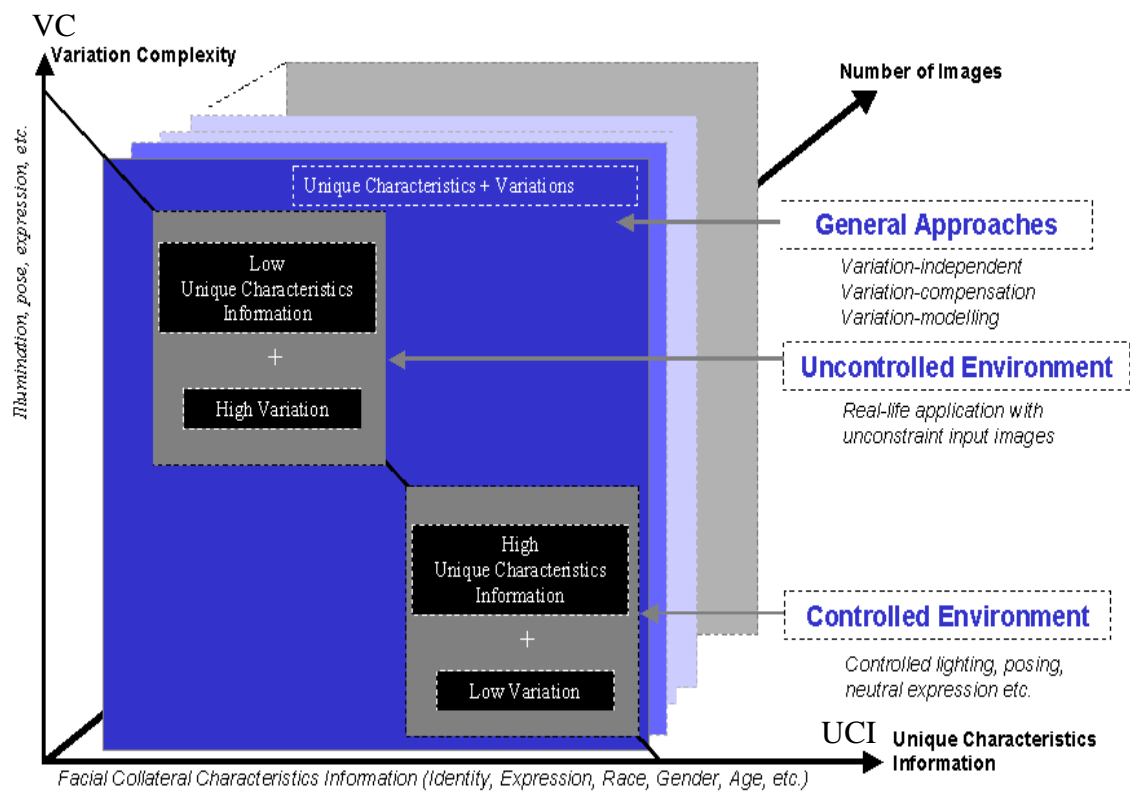 VC
Variation Complexity
Illumination, pose, expression, etc.
Number of Images
Unique Characteristics + Variations
General Approaches
Variation-independent
Variation-compensation
Variation-modelling
Low
Unique Characteristics
Information
+
High Variation
Uncontrolled Environment
Real-life application with
unconstraint input images
High
Unique Characteristics
Information
+
Low Variation
Controlled Environment
Controlled lighting, posing,
neutral expression etc.
UCI
Unique Characteristics
Information
Facial Collateral Characteristics Information (Identity, Expression, Race, Gender, Age, etc.)